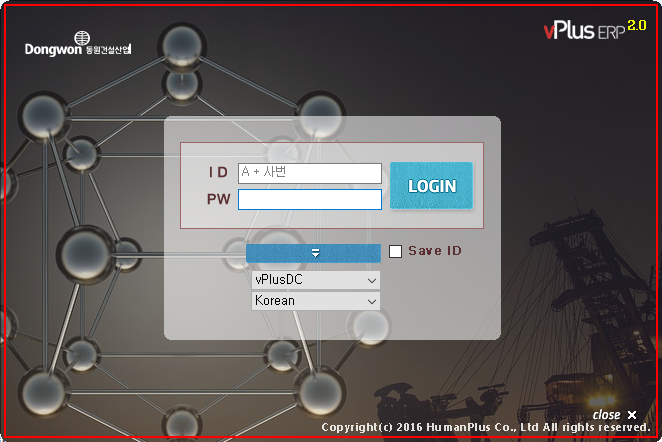 Dongwon 동원건설산업
vPlus ERP 2.0
ID A + 사번
PW
LOGIN
Save ID
vPlusDC
Korean
close ×
Copyright(c) 2016 HumanPlus Co., Ltd All rights reserved.